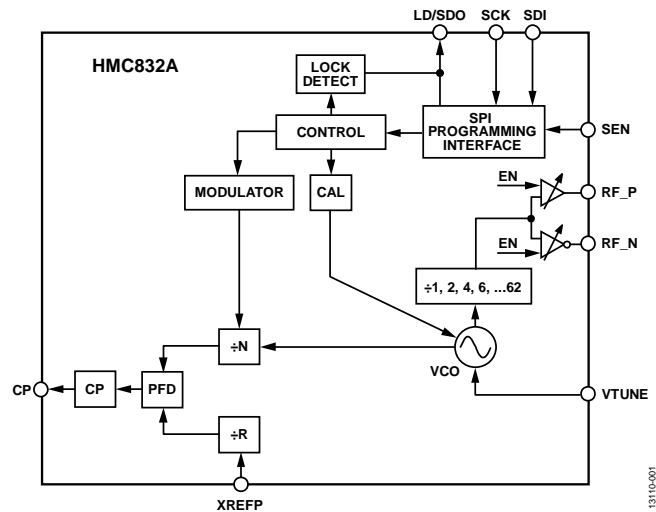 LD/SDO SCK SDI
HMC832A
LOCK
DETECT
CONTROL
SPI
PROGRAMMING
INTERFACE
SEN
MODULATOR
CAL
EN
RF_P
EN
RF_N
÷1, 2, 4, 6, ...62
÷N
VCO
CP
CP
PFD
VTUNE
÷R
XREFP
13110-001